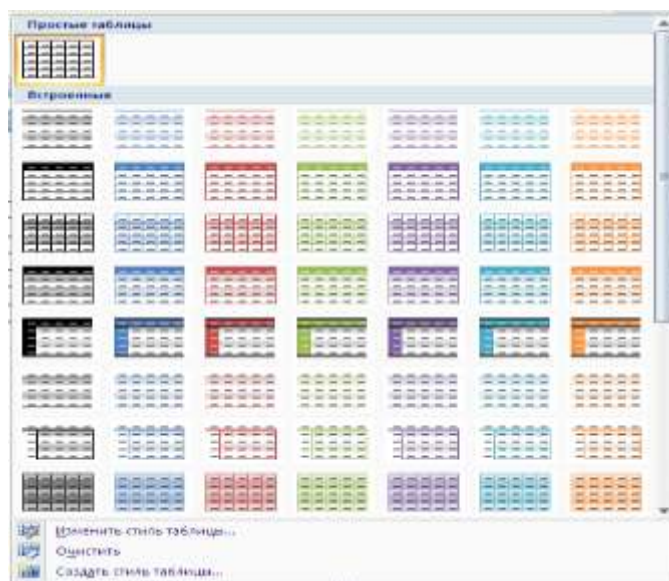 Простые таблицы
Встроенные
Изменить стиль таблицы...
Очистить
Создать стиль таблицы...